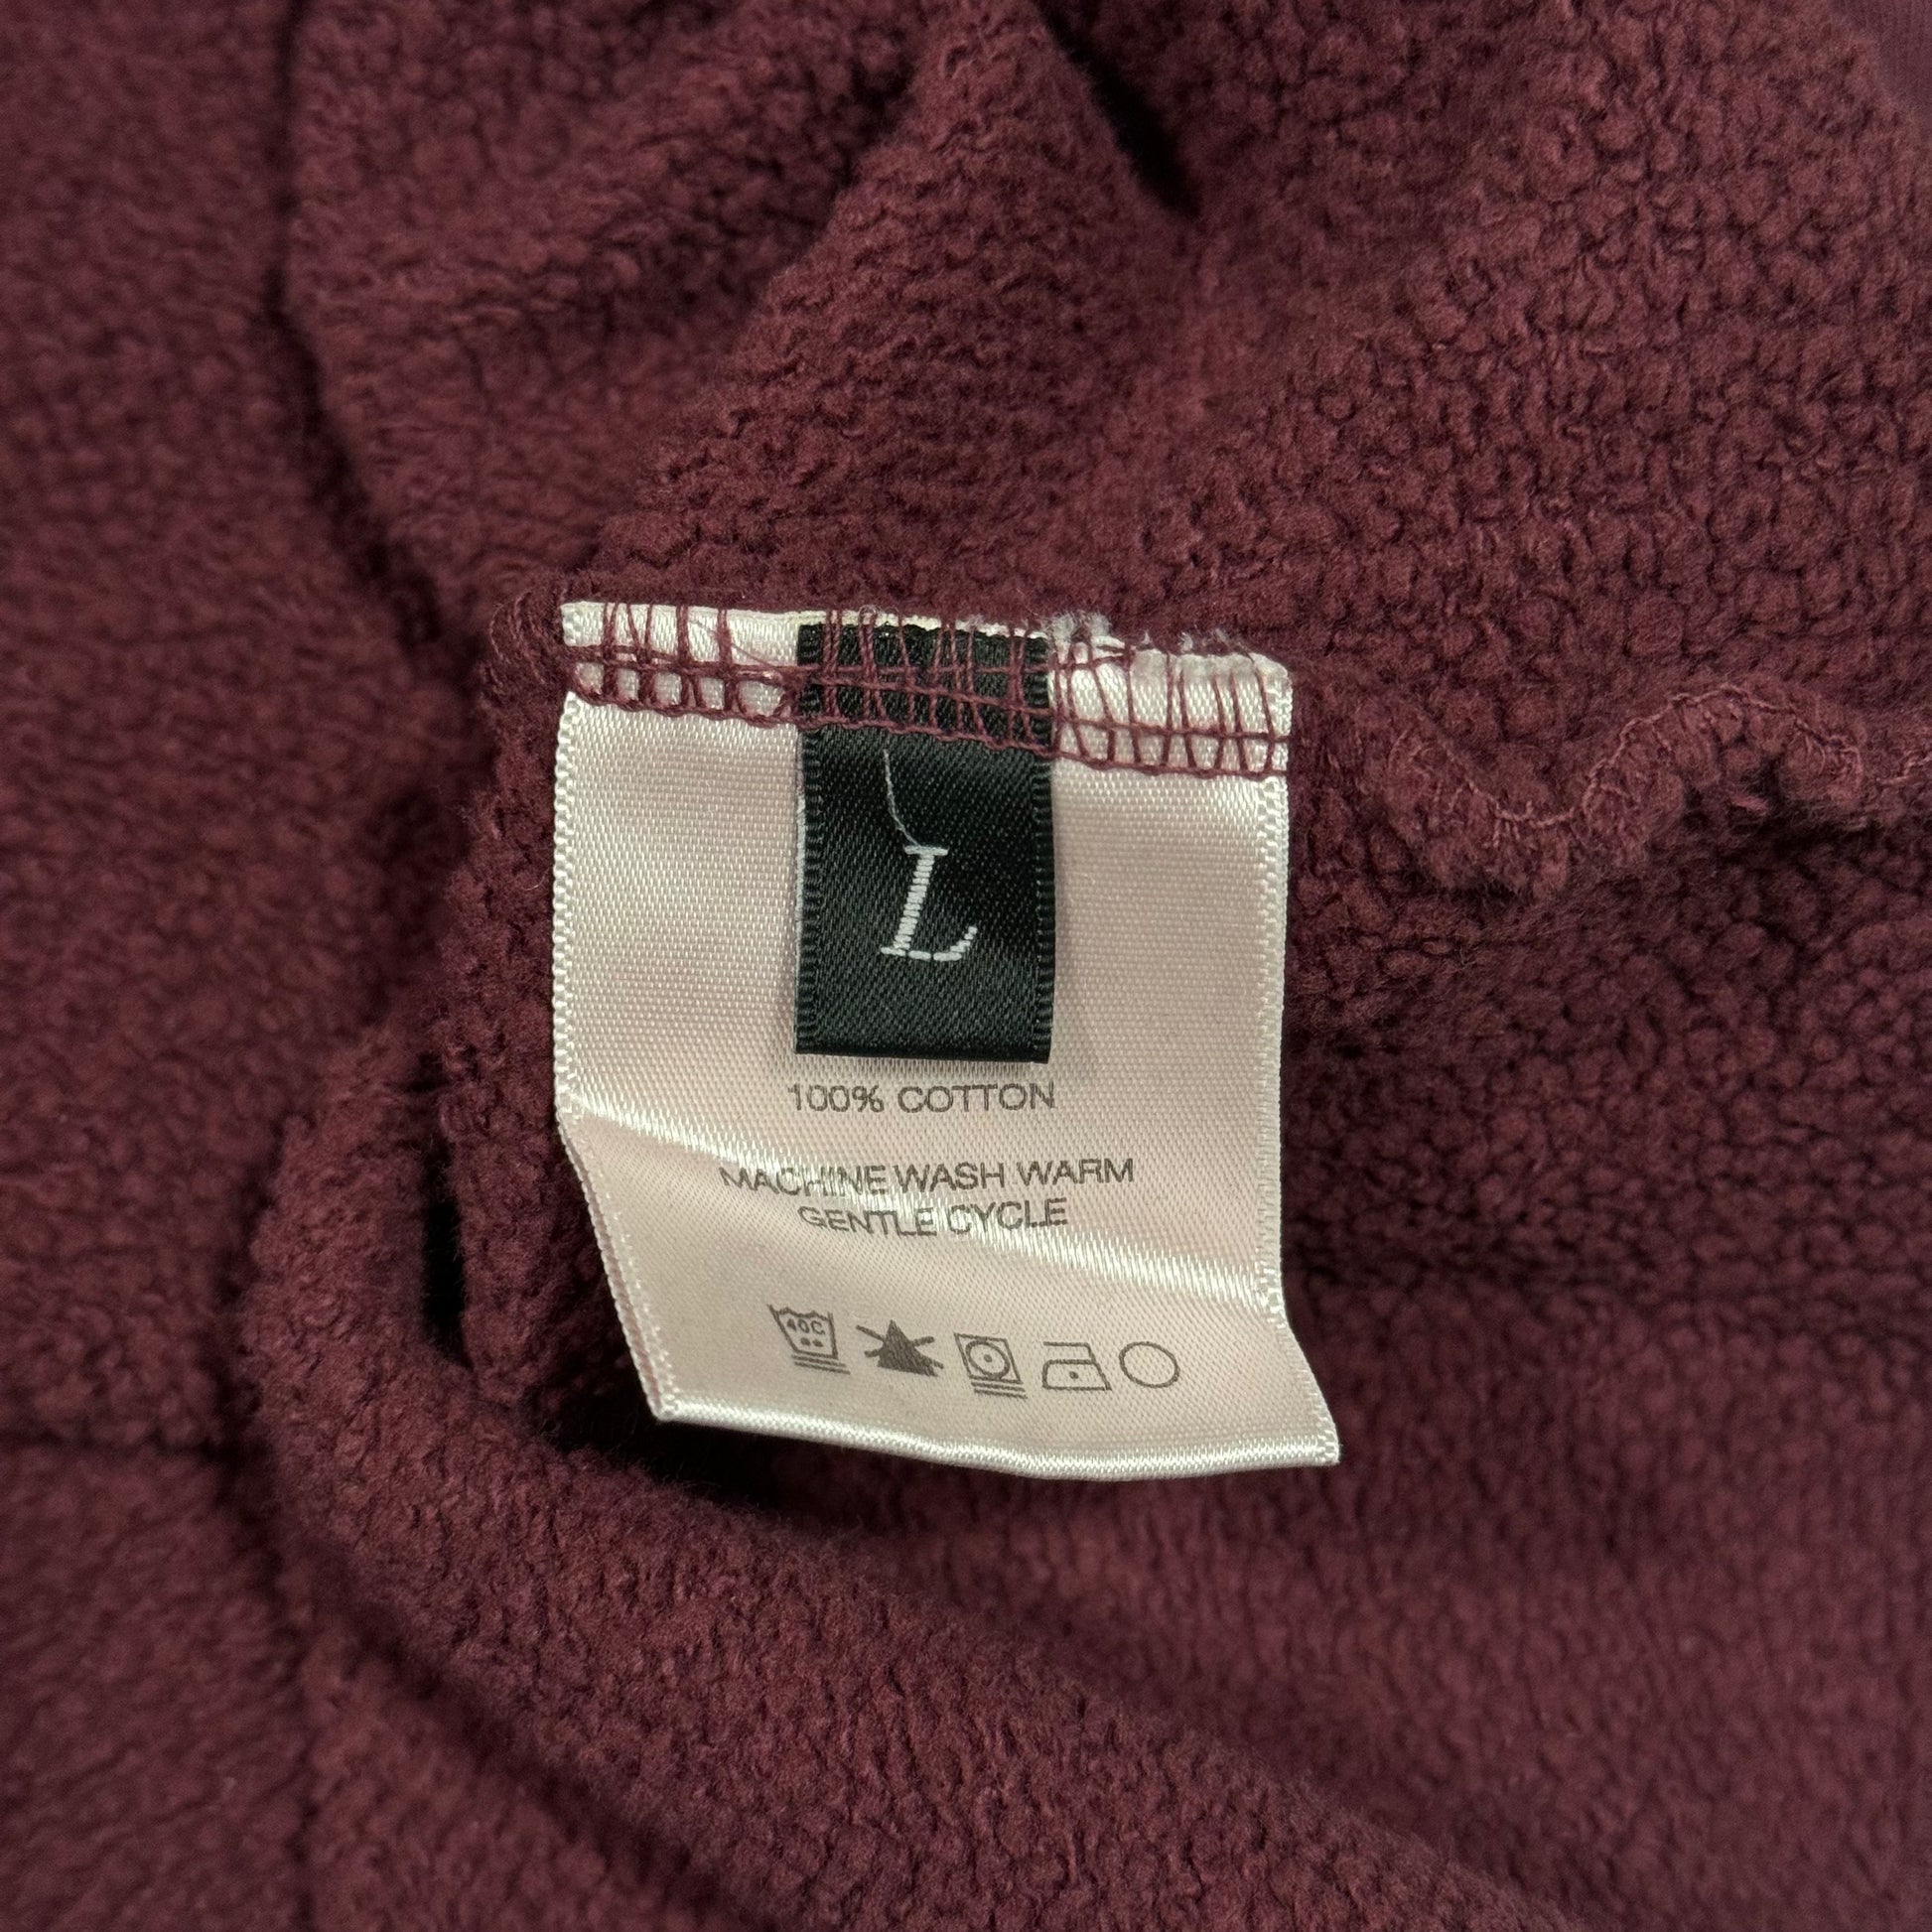 L
100% COTTON
MACHINE WASH WARM
GENTLE CYCLE
40C